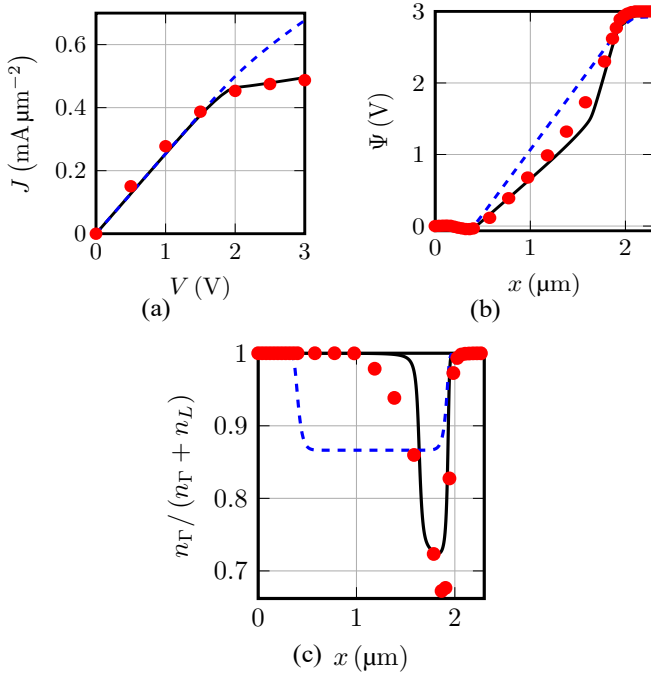 0.6
0.4
0.2
0
0
1
2
3
J (mA µm⁻²)
V (V)
(a)
3
2
1
0
0
1
2
Ψ (V)
x (µm)
(b)
1
0.9
0.8
0.7
0
1
2
n_Γ/(n_Γ + n_L)
(c) x (µm)